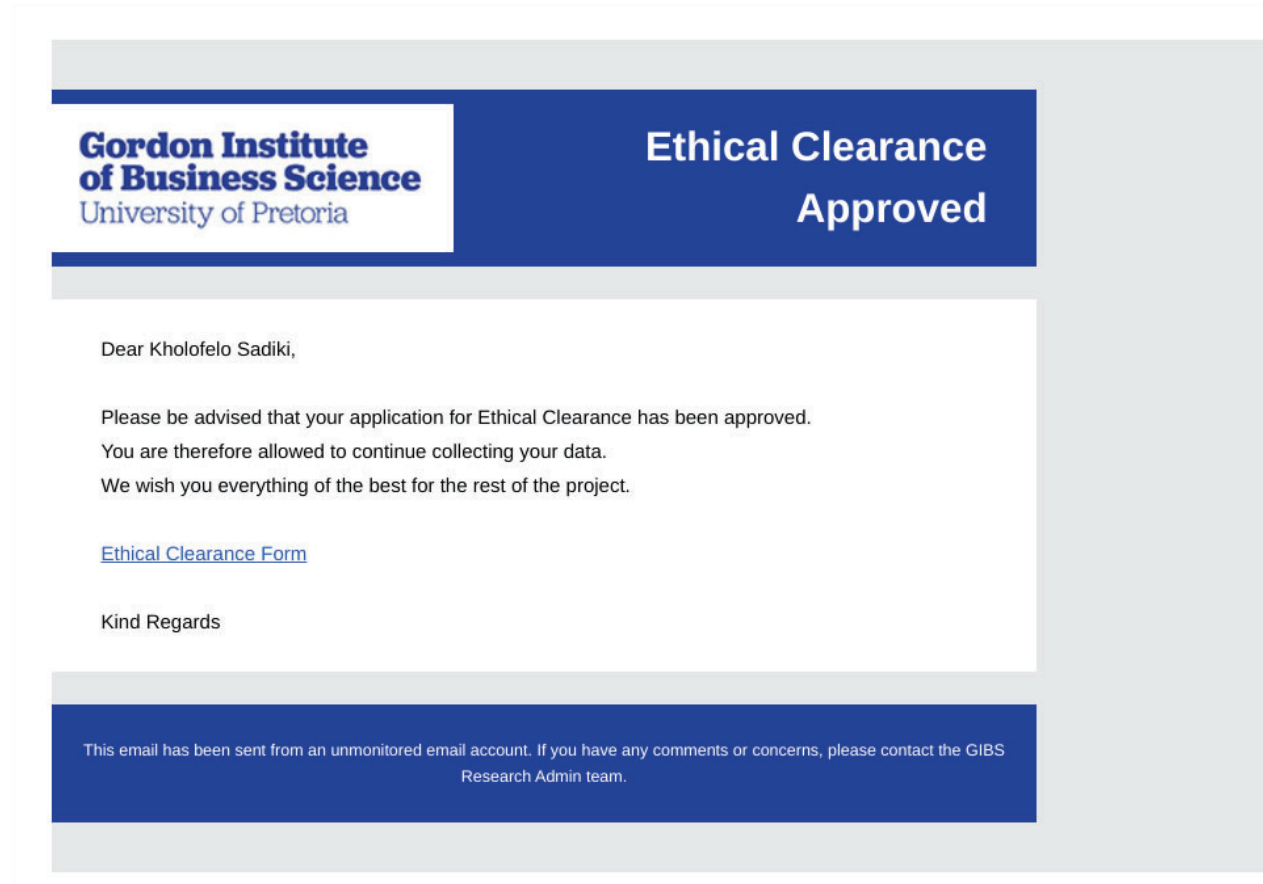 Gordon Institute
of Business Science
University of Pretoria
Ethical Clearance
Approved
Dear Kholofelo Sadiki,
Please be advised that your application for Ethical Clearance has been approved.
You are therefore allowed to continue collecting your data.
We wish you everything of the best for the rest of the project.
Ethical Clearance Form
Kind Regards
This email has been sent from an unmonitored email account. If you have any comments or concerns, please contact the GIBS
Research Admin team.